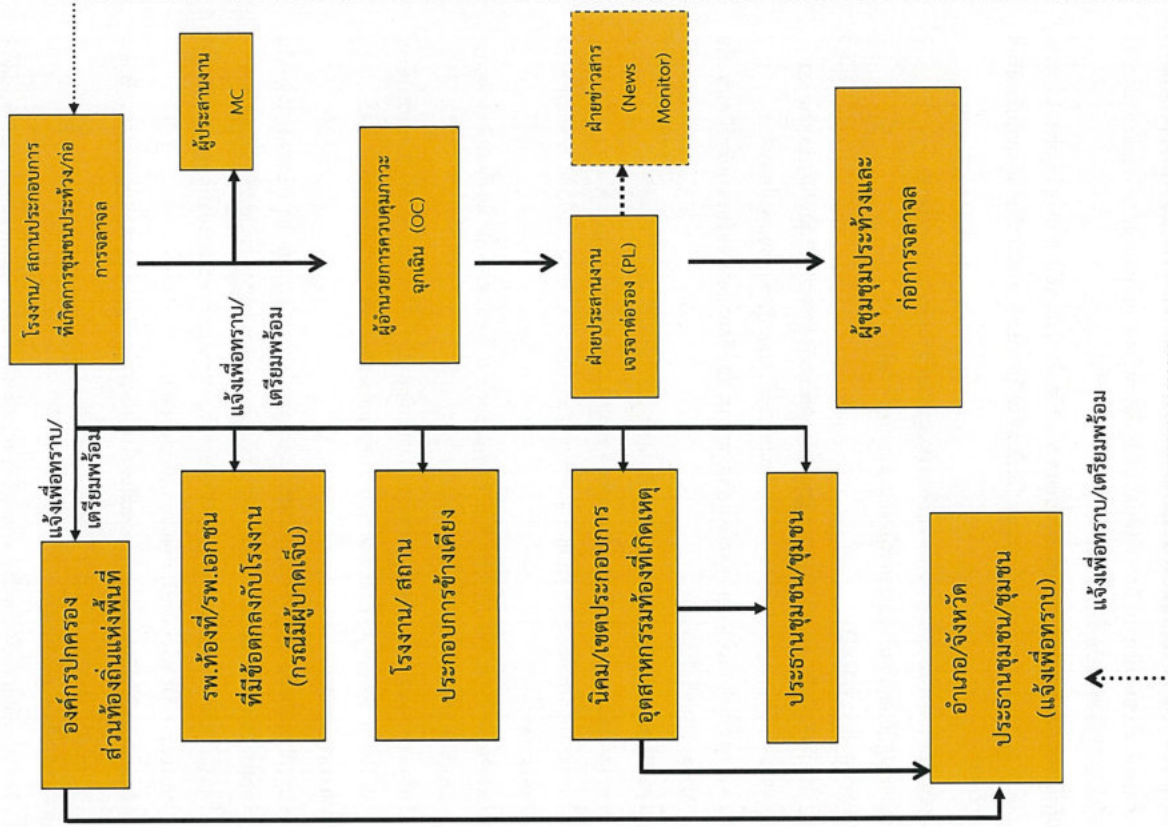 โรงงาน/ สถานประกอบการ
ที่เกิดการชุมชนประท้วง/ก่อ
การจลาจล
ผู้ประสานงาน
MC
แจ้งเพื่อทราบ/
เตรียมพร้อม
ผู้อำนวยการควบคุมภาวะ
ฉุกเฉิน (OC)
ฝ่ายประสานงาน
เจรจาต่อรอง (PL)
ฝ่ายข่าวสาร
(News
Monitor)
ผู้ชุมชุมประท้วงและ
ก่อการจลาจล
แจ้งเพื่อทราบ/
เตรียมพร้อม
องค์กรปกครอง
ส่วนท้องถิ่นแห่งพื้นที่
รพ.ท้องที่/รพ.เอกชน
ที่มีข้อตกลงกับโรงงาน
(กรณีมีผู้บาดเจ็บ)
โรงงาน/ สถาน
ประกอบการข้างเคียง
นิคม/เขตประกอบการ
อุตสาหกรรมท้องที่เกิดเหตุ
ประธานชุมชน/ชุมชน
อำเภอ/จังหวัด
ประธานชุมชน/ชุมชน
(แจ้งเพื่อทราบ)
แจ้งเพื่อทราบ/เตรียมพร้อม